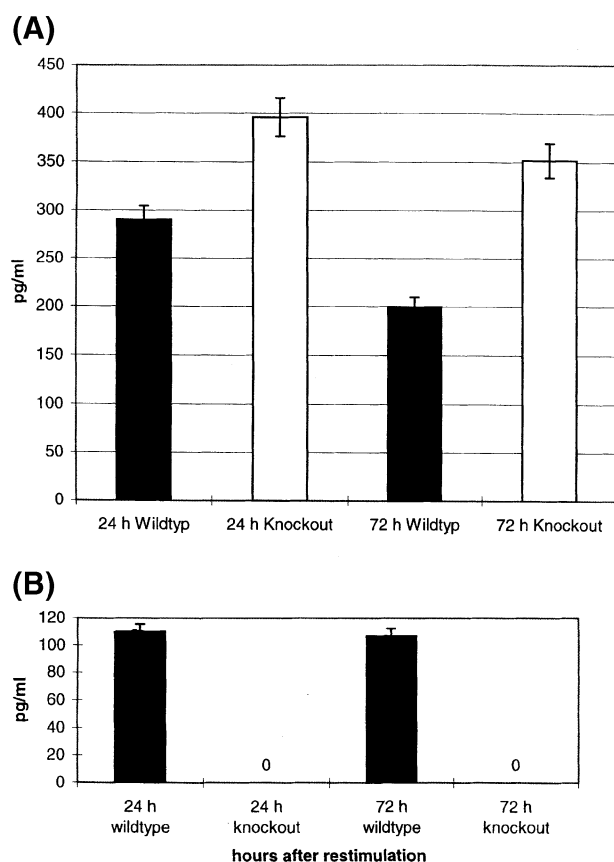 (A)
450
400
350
300
250
200
150
100
50
0
pg/ml
24 h Wildtyp 24 h Knockout 72 h Wildtyp 72 h Knockout
(B)
120
100
80
60
40
20
0
pg/ml
0 0
24 h 24 h 72 h 72 h
wildtype knockout wildtype knockout
hours after restimulation